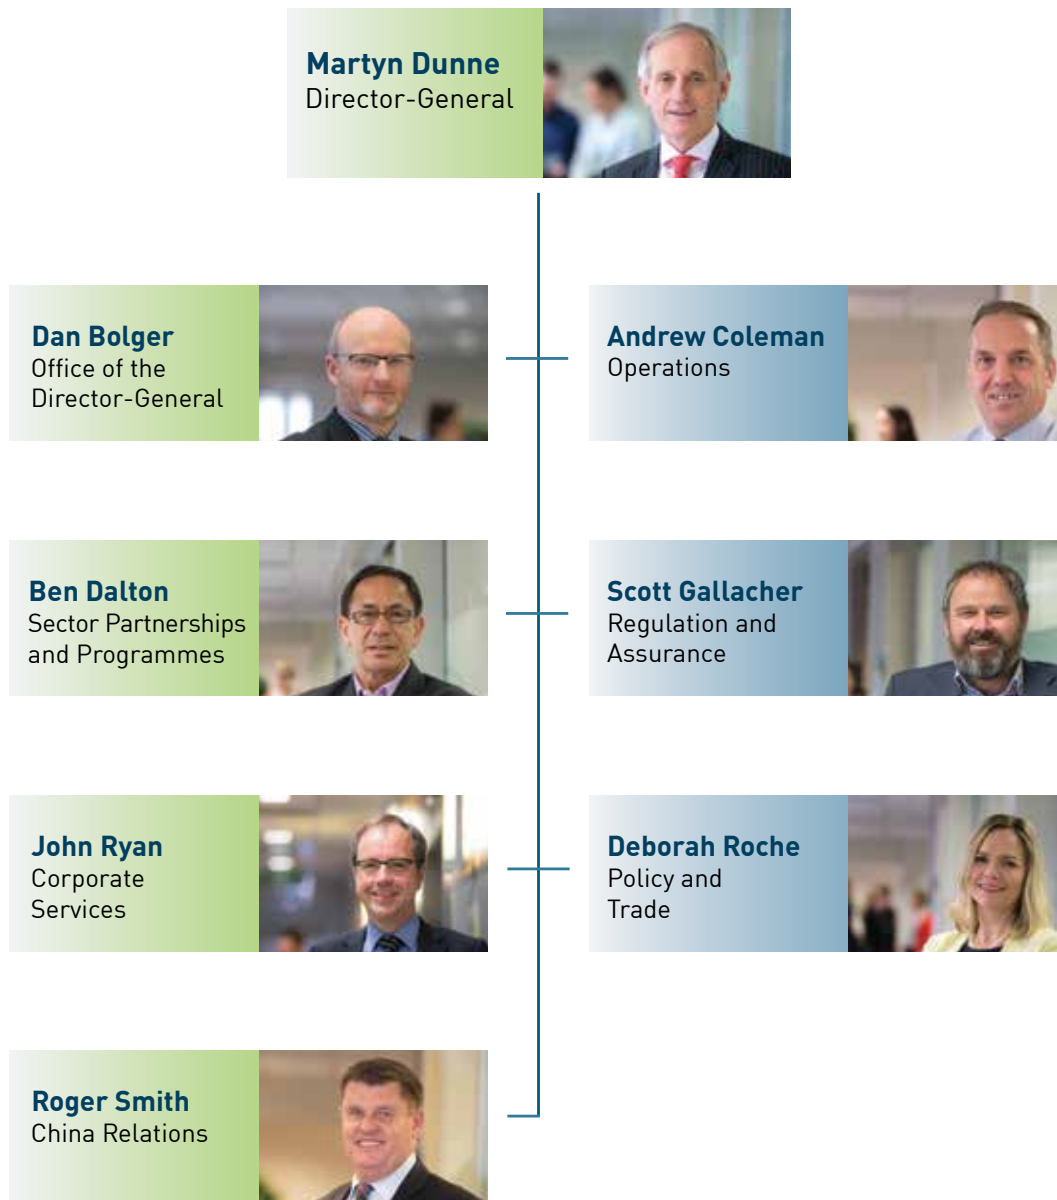 Martyn Dunne
Director-General
Dan Bolger
Office of the
Director-General
Andrew Coleman
Operations
Ben Dalton
Sector Partnerships
and Programmes
Scott Gallacher
Regulation and
Assurance
John Ryan
Corporate
Services
Deborah Roche
Policy and
Trade
Roger Smith
China Relations